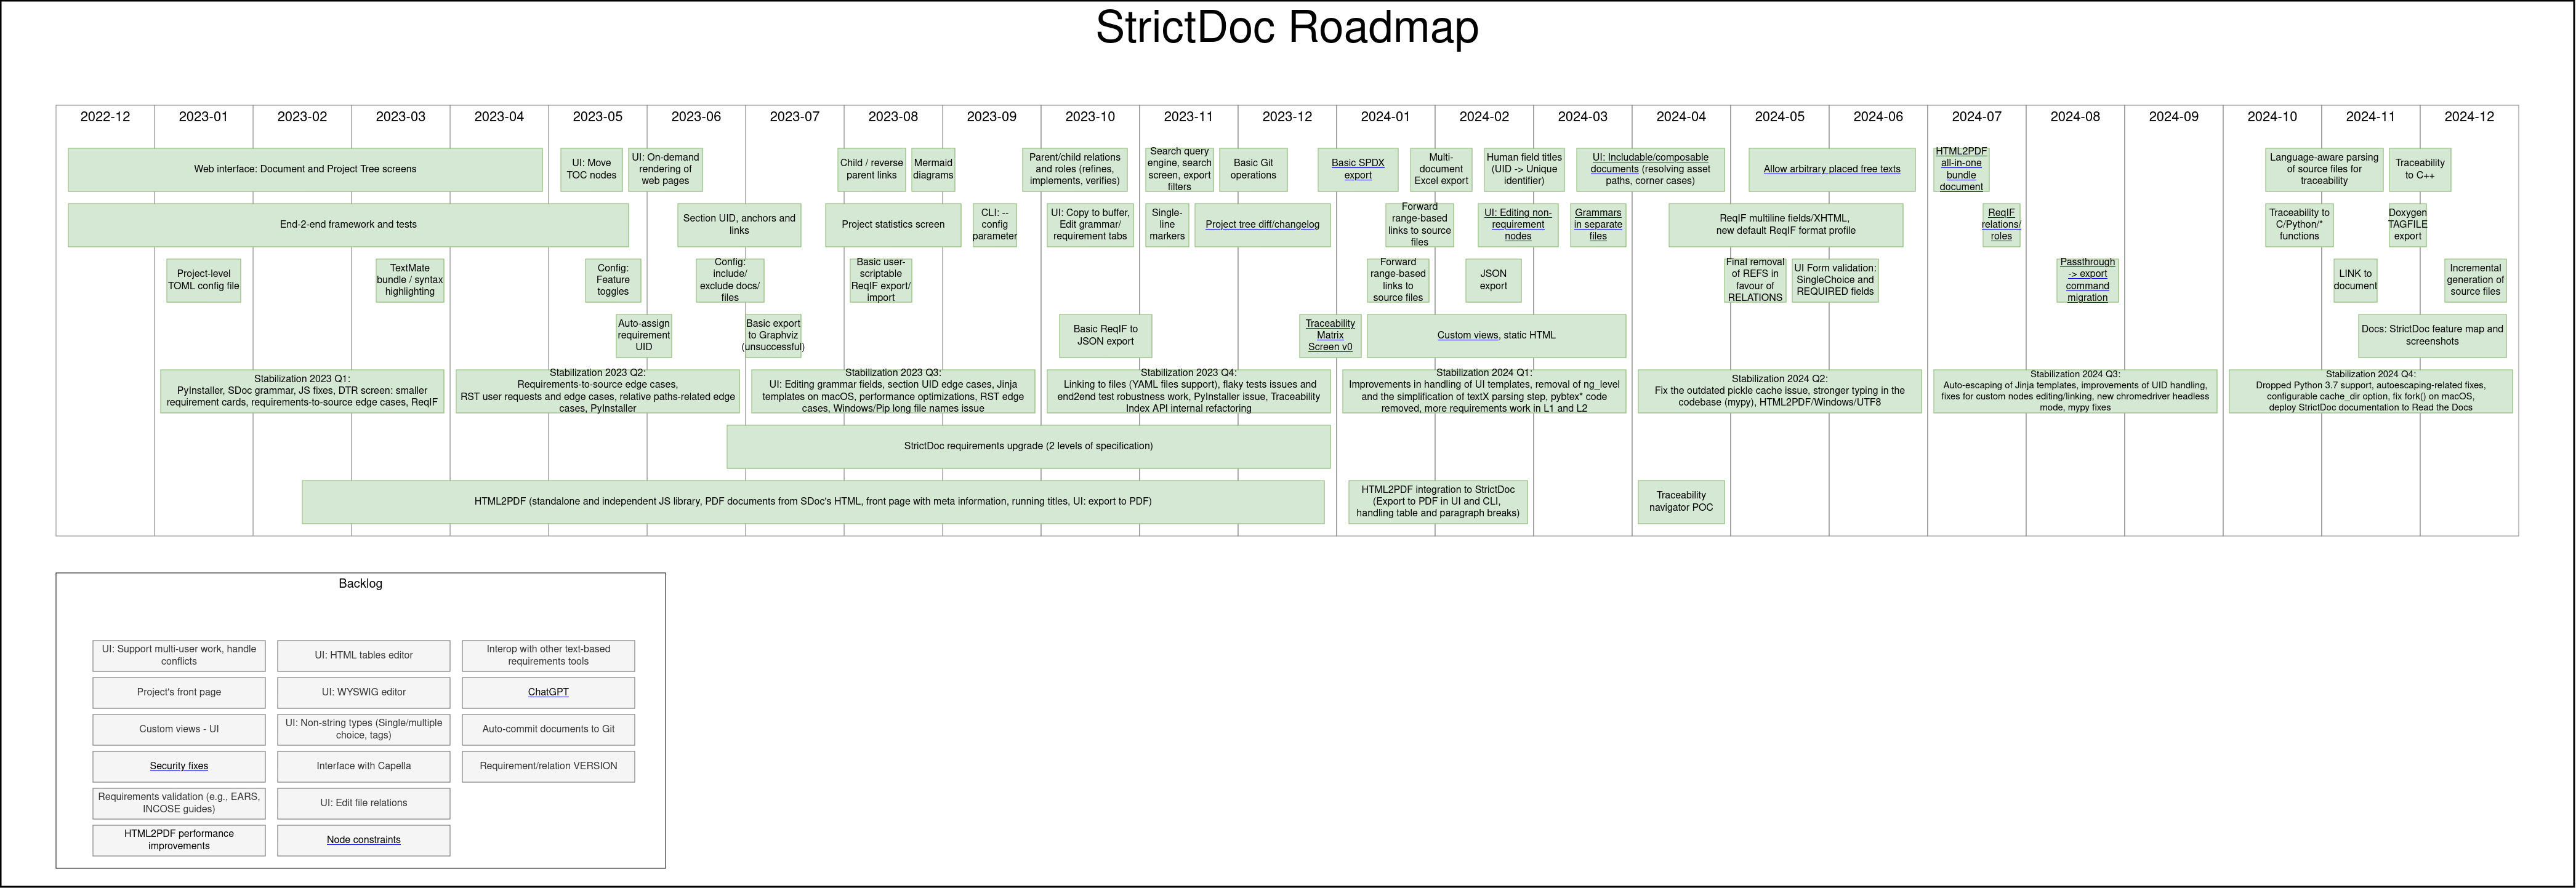 StrictDoc Roadmap
2022-12
2023-01
2023-02
2023-03
2023-04
2023-05
2023-06
2023-07
2023-08
2023-09
2023-10
2023-11
2023-12
2024-01
2024-02
2024-03
2024-04
2024-05
2024-06
2024-07
2024-08
2024-09
2024-10
2024-11
2024-12
Web interface: Document and Project Tree screens
UI: Move
TOC nodes
UI: On-demand
rendering of
web pages
Child / reverse
parent links
Mermaid
diagrams
Parent/child relations
and roles (refines,
implements, verifies)
Search query
engine, search
screen, export
filters
Basic Git
operations
Basic SPDX
export
Multi-
document
Excel export
Human field titles
(UID -> Unique
identifier)
UI: Includable/composable
documents (resolving asset
paths, corner cases)
Allow arbitrary placed free texts
HTML2PDF
all-in-one
bundle
document
Language-aware parsing
of source files for
traceability
Traceability
to C++
End-2-end framework and tests
Section UID, anchors and
links
Project statistics screen
CLI: --
config
parameter
UI: Copy to buffer,
Edit grammar/
requirement tabs
Single-
line
markers
Project tree diff/changelog
Forward
range-based
links to source
files
UI: Editing non-
requirement
nodes
Grammars
in separate
files
ReqIF multiline fields/XHTML,
new default ReqIF format profile
ReqIF
relations/
roles
Traceability to
C/Python/*
functions
Doxygen
TAGFILE
export
Project-level
TOML config file
TextMate
bundle / syntax
highlighting
Config:
Feature
toggles
Config:
include/
exclude docs/
files
Basic user-
scriptable
ReqIF export/
import
Forward
range-based
links to
source files
JSON
export
Final removal
of REFS in
favour of
RELATIONS
UI Form validation:
SingleChoice and
REQUIRED fields
Passthrough
-> export
command
migration
LINK to
document
Incremental
generation of
source files
Auto-assign
requirement
UID
Basic export
to Graphviz
(unsuccessful)
Basic ReqIF to
JSON export
Traceability
Matrix
Screen v0
Custom views, static HTML
Docs: StrictDoc feature map and
screenshots
Stabilization 2023 Q1:
PyInstaller, SDoc grammar, JS fixes, DTR screen: smaller
requirement cards, requirements-to-source edge cases, ReqIF
Stabilization 2023 Q2:
Requirements-to-source edge cases,
RST user requests and edge cases, relative paths-related edge
cases, PyInstaller
Stabilization 2023 Q3:
UI: Editing grammar fields, section UID edge cases, Jinja
templates on macOS, performance optimizations, RST edge
cases, Windows/Pip long file names issue
Stabilization 2023 Q4:
Linking to files (YAML files support), flaky tests issues and
end2end test robustness work, PyInstaller issue, Traceability
Index API internal refactoring
Stabilization 2024 Q1:
Improvements in handling of UI templates, removal of ng_level
and the simplification of textX parsing step, pybtex* code
removed, more requirements work in L1 and L2
Stabilization 2024 Q2:
Fix the outdated pickle cache issue, stronger typing in the
codebase (mypy), HTML2PDF/Windows/UTF8
Stabilization 2024 Q3:
Auto-escaping of Jinja templates, improvements of UID handling,
fixes for custom nodes editing/linking, new chromedriver headless
mode, mypy fixes
Stabilization 2024 Q4:
Dropped Python 3.7 support, autoescaping-related fixes,
configurable cache_dir option, fix fork() on macOS,
deploy StrictDoc documentation to Read the Docs
StrictDoc requirements upgrade (2 levels of specification)
HTML2PDF (standalone and independent JS library, PDF documents from SDoc's HTML, front page with meta information, running titles, UI: export to PDF)
HTML2PDF integration to StrictDoc
(Export to PDF in UI and CLI,
handling table and paragraph breaks)
Traceability
navigator POC
Backlog
UI: Support multi-user work, handle
conflicts
UI: HTML tables editor
Interop with other text-based
requirements tools
Project's front page
UI: WYSWIG editor
ChatGPT
Custom views - UI
UI: Non-string types (Single/multiple
choice, tags)
Auto-commit documents to Git
Security fixes
Interface with Capella
Requirement/relation VERSION
Requirements validation (e.g., EARS,
INCOSE guides)
UI: Edit file relations
HTML2PDF performance
improvements
Node constraints